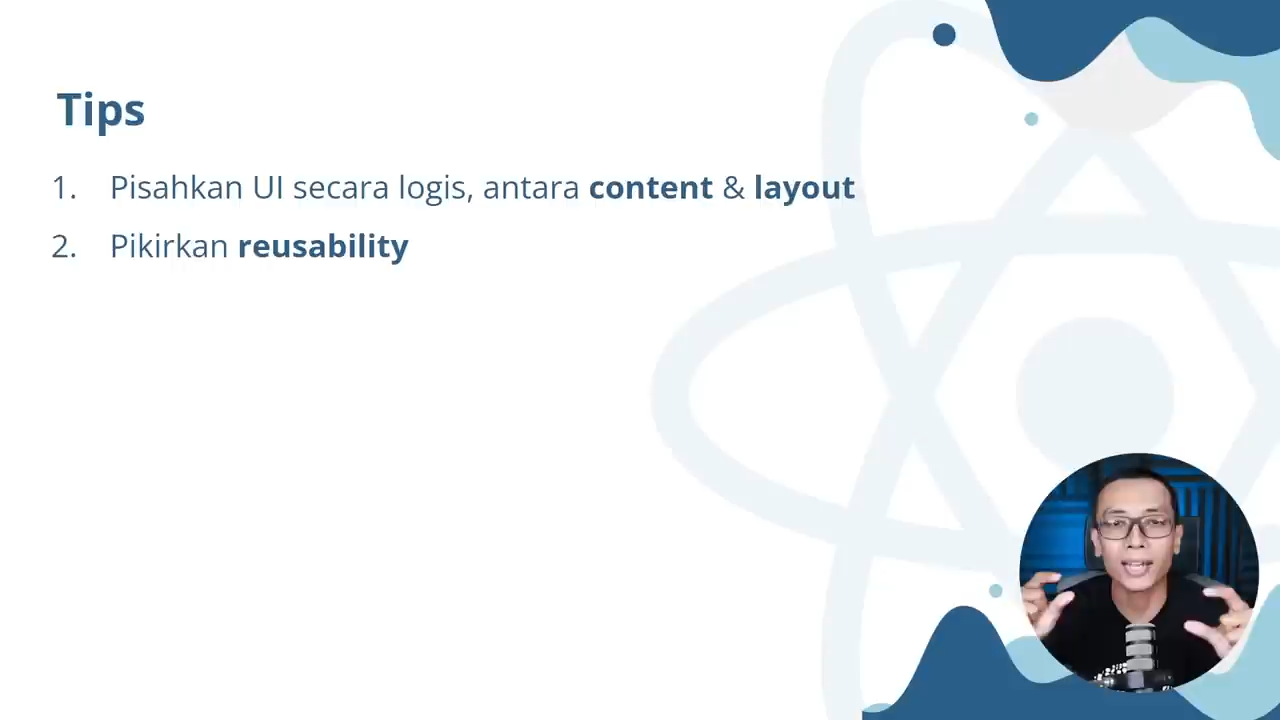 Tips
1. Pisahkan UI secara logis, antara content & layout
2. Pikirkan reusability